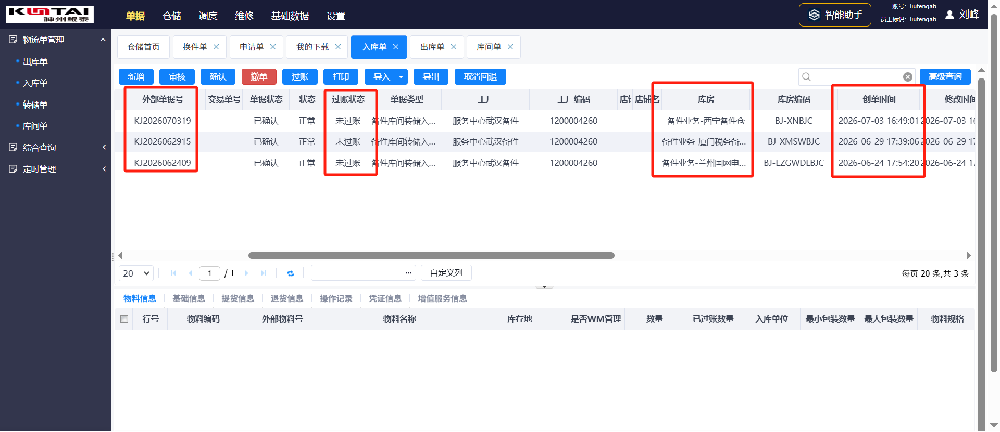 KUNTAI
神州鲲泰
单据 仓储 调度 维修 基础数据 设置
智能助手
账号：liufengab
员工标识：liufengab
刘峰
物流单管理
出库单
入库单
转储单
库间单
综合查询
定时管理
仓储首页 换件单 申请单 我的下载 入库单 出库单 库间单
新增 审核 确认 撤单 过账 打印 导入 导出 取消回退 高级查询
外部单据号 交易单号 单据状态 状态 过账状态 单据类型 工厂 工厂编码 店铺名 库房 库房编码 创单时间 修改时间
KJ2026070319 已确认 正常 未过账 备件库间转储入... 服务中心武汉备件 1200004260 备件业务-西宁备件仓 BJ-XNBJC 2026-07-03 16:49:01 2026-07-03 16
KJ2026062915 已确认 正常 未过账 备件库间转储入... 服务中心武汉备件 1200004260 备件业务-厦门税务备... BJ-XMSWBJC 2026-06-29 17:39:06 2026-06-29 17
KJ2026062409 已确认 正常 未过账 备件库间转储入... 服务中心武汉备件 1200004260 备件业务-兰州国网电... BJ-LZGWDLBJC 2026-06-24 17:54:20 2026-06-24 17
20 1 / 1 ... 自定义列 每页 20 条,共 3 条
物料信息 基础信息 提货信息 退货信息 操作记录 凭证信息 增值服务信息
行号 物料编码 外部物料号 物料名称 库存地 是否WM管理 数量 已过账数量 入库单位 最小包装数量 最大包装数量 物料规格